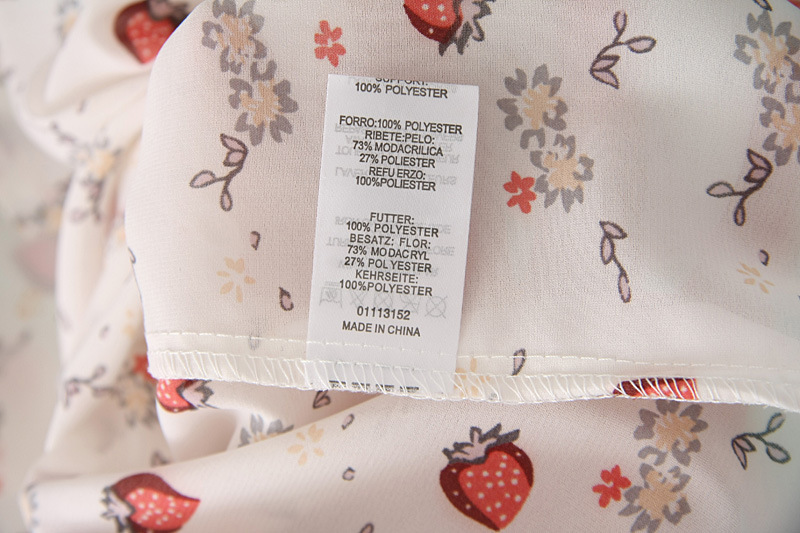 SUPPORT:
100% POLYESTER
FORRO:100% POLYESTER
RIBETE:PELO:
73% MODACRILICA
27% POLIESTER
REFU ERZO:
100%POLIESTER
FUTTER:
100% POLYESTER
BESATZ: FLOR:
73% MODACRYL
27% POLYESTER
KEHRSEITE:
100%POLYESTER
01113152
MADE IN CHINA